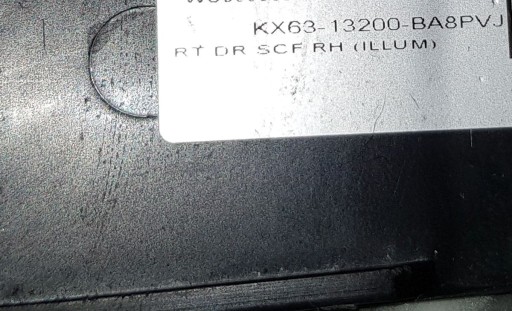 KX63-13200-BA8PVJ
RT DR SCF RH (ILLUM)